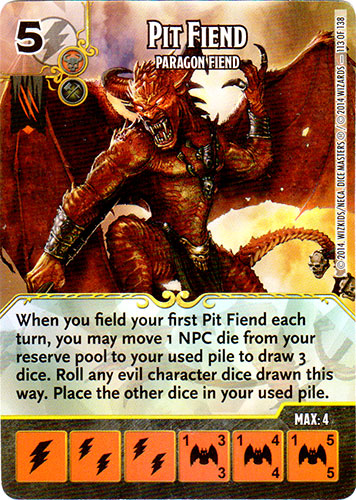 5
PIT FIEND
PARAGON FIEND
© 2014 WIZKIDS/NECA. DICE MASTERS ©/© 2014 WIZARDS — 113 OF 138
When you field your first Pit Fiend each
turn, you may move 1 NPC die from your
reserve pool to your used pile to draw 3
dice. Roll any evil character dice drawn this
way. Place the other dice in your used pile.
MAX: 4
1 3 3
1 4 4
1 5 5